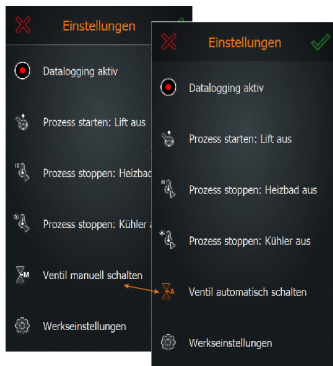 Einstellungen
Datalogging aktiv
Prozess starten: Lift aus
Prozess stoppen: Heizbad
Prozess stoppen: Kühler
M
Ventil manuell schalten
Werkseinstellungen
Einstellungen
Datalogging aktiv
Prozess starten: Lift aus
Prozess stoppen: Heizbad aus
Prozess stoppen: Kühler aus
A
Ventil automatisch schalten
Werkseinstellungen